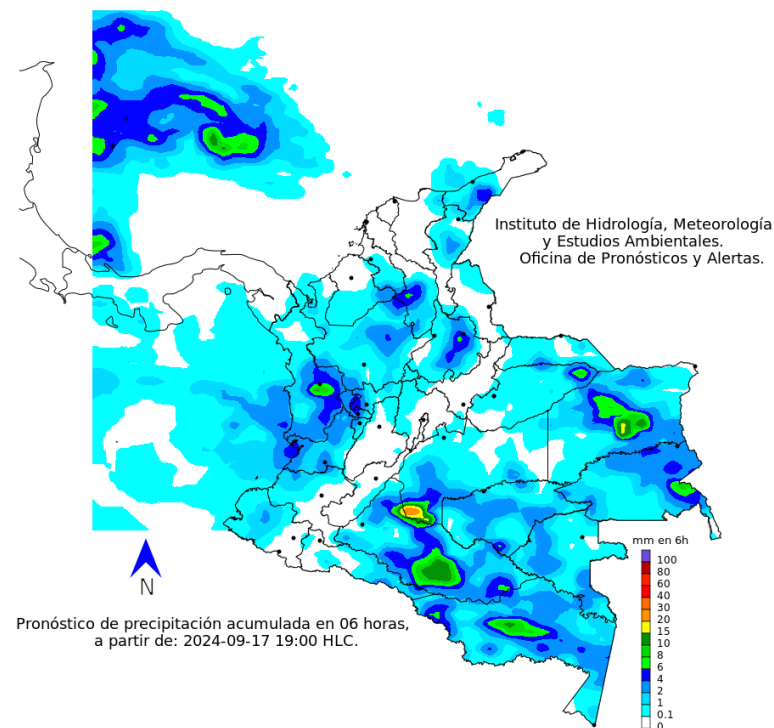 Instituto de Hidrología, Meteorología
y Estudios Ambientales.
Oficina de Pronósticos y Alertas.
mm en 6h
100
80
60
40
30
20
15
10
8
6
4
2
1
0.1
0
N
Pronóstico de precipitación acumulada en 06 horas,
a partir de: 2024-09-17 19:00 HLC.